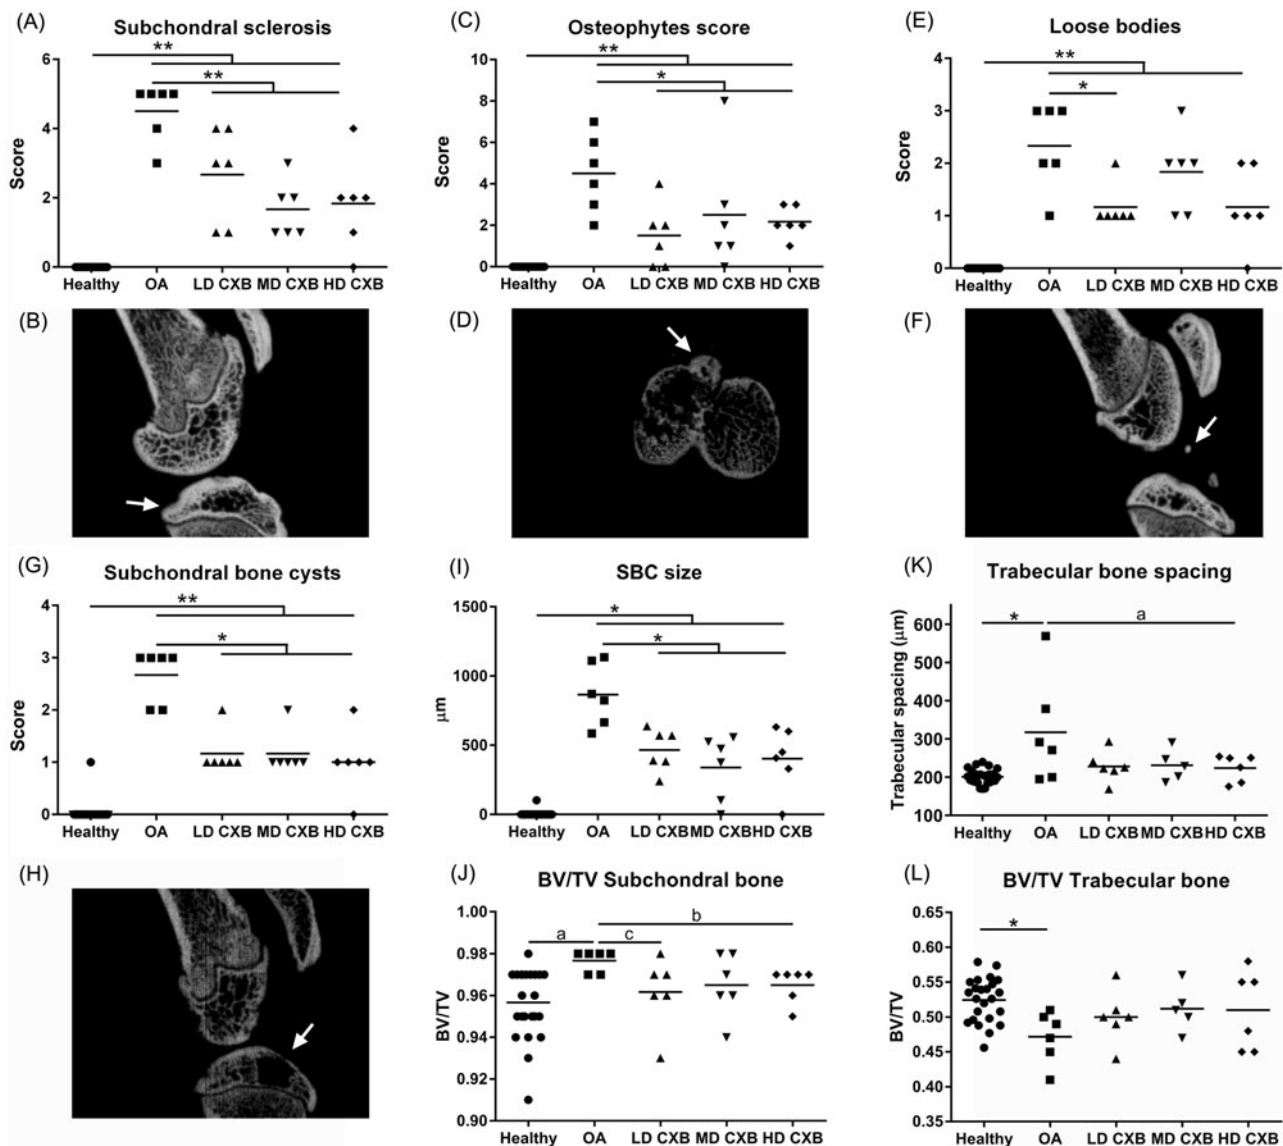 (A) Subchondral sclerosis
**
**
6
4
2
0
Score
Healthy OA LD CXB MD CXB HD CXB
(C) Osteophytes score
**
*
10
8
6
4
2
0
Score
Healthy OA LD CXB MD CXB HD CXB
(E) Loose bodies
**
*
4
3
2
1
0
Score
Healthy OA LD CXB MD CXB HD CXB
(B)
(D)
(F)
(G) Subchondral bone cysts
**
*
4
3
2
1
0
Score
Healthy OA LD CXB MD CXB HD CXB
(I) SBC size
*
*
1500
1000
500
0
μm
Healthy OA LD CXB MD CXB HD CXB
(K) Trabecular bone spacing
* a
600
500
400
300
200
100
Trabecular spacing (μm)
Healthy OA LD CXB MD CXB HD CXB
(H)
(J) BV/TV Subchondral bone
b
a c
1.00
0.98
0.96
0.94
0.92
0.90
BV/TV
Healthy OA LD CXB MD CXB HD CXB
(L) BV/TV Trabecular bone
*
0.65
0.60
0.55
0.50
0.45
0.40
0.35
BV/TV
Healthy OA LD CXB MD CXB HD CXB